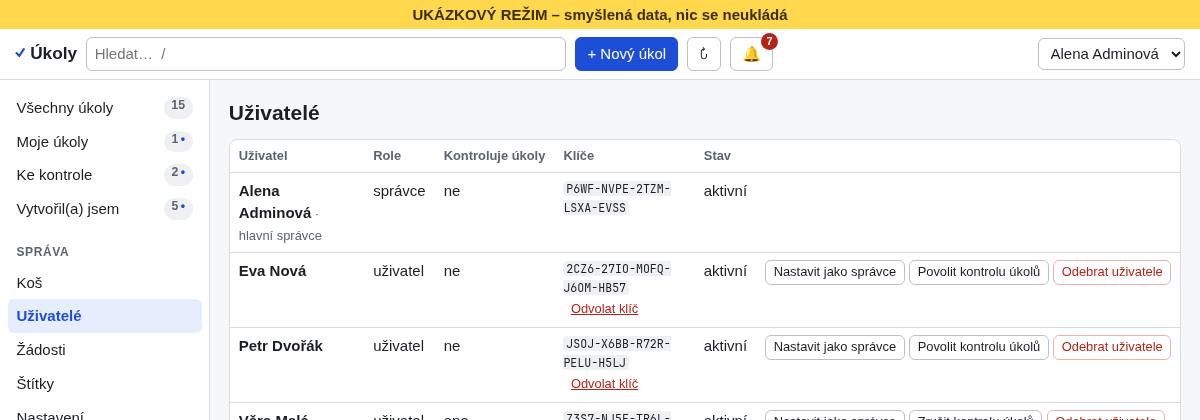 UKÁZKOVÝ REŽIM – smyšlená data, nic se neukládá
Úkoly
Hledat… /
+ Nový úkol
7
Alena Adminová
Všechny úkoly 15
Moje úkoly 1
Ke kontrole 2
Vytvořil(a) jsem 5
SPRÁVA
Koš
Uživatelé
Žádosti
Štítky
Nastavení
Uživatelé
Uživatel Role Kontroluje úkoly Klíče Stav
Alena Adminová · hlavní správce správce ne P6WF-NVPE-2TZM-LSXA-EVSS aktivní
Eva Nová uživatel ne 2CZ6-27IO-MOFQ-J6OM-HB57 Odvolat klíč aktivní Nastavit jako správce Povolit kontrolu úkolů Odebrat uživatele
Petr Dvořák uživatel ne JSOJ-X6BB-R72R-PELU-H5LJ Odvolat klíč aktivní Nastavit jako správce Povolit kontrolu úkolů Odebrat uživatele